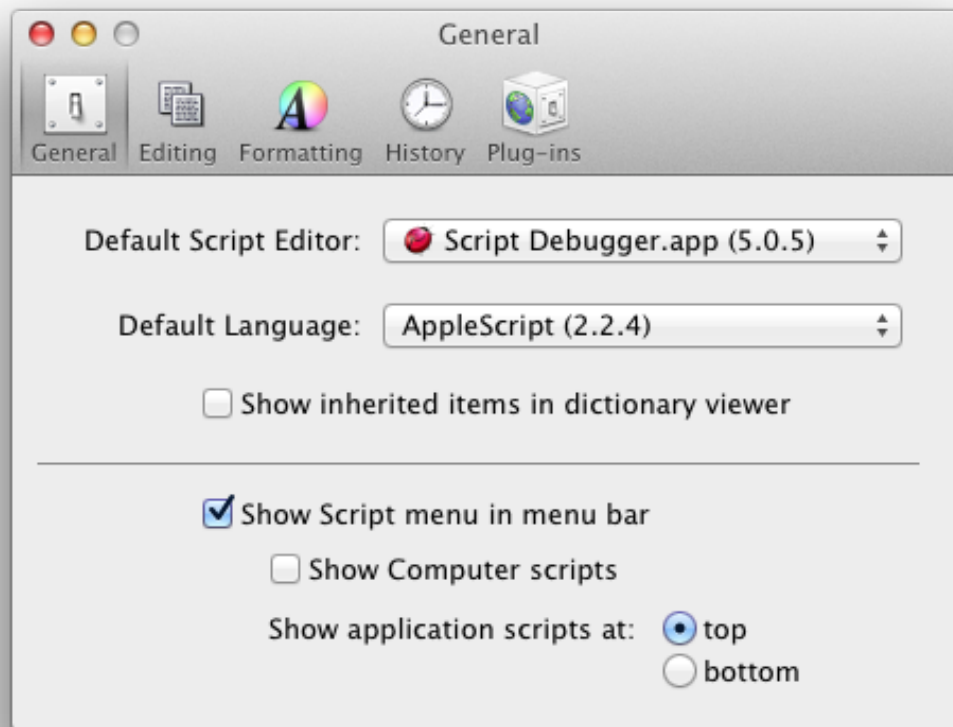 General
General Editing Formatting History Plug-ins
Default Script Editor: Script Debugger.app (5.0.5)
Default Language: AppleScript (2.2.4)
Show inherited items in dictionary viewer
Show Script menu in menu bar
Show Computer scripts
Show application scripts at: top
bottom